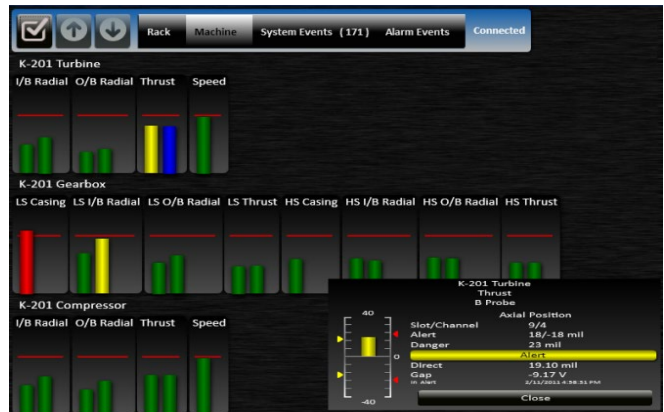 Rack Machine System Events (171) Alarm Events Connected
K-201 Turbine
I/B Radial O/B Radial Thrust Speed
K-201 Gearbox
LS Casing LS I/B Radial LS O/B Radial LS Thrust HS Casing HS I/B Radial HS O/B Radial HS Thrust
K-201 Compressor
I/B Radial O/B Radial Thrust Speed
K-201 Turbine
Thrust
B Probe
40
0
-40
Axial Position
Slot/Channel 9/4
Alert 18/-18 mil
Danger 23 mil
Alert
Direct 19.10 mil
Gap -9.17 V
In Alert 2/11/2011 4:58:51 PM
Close